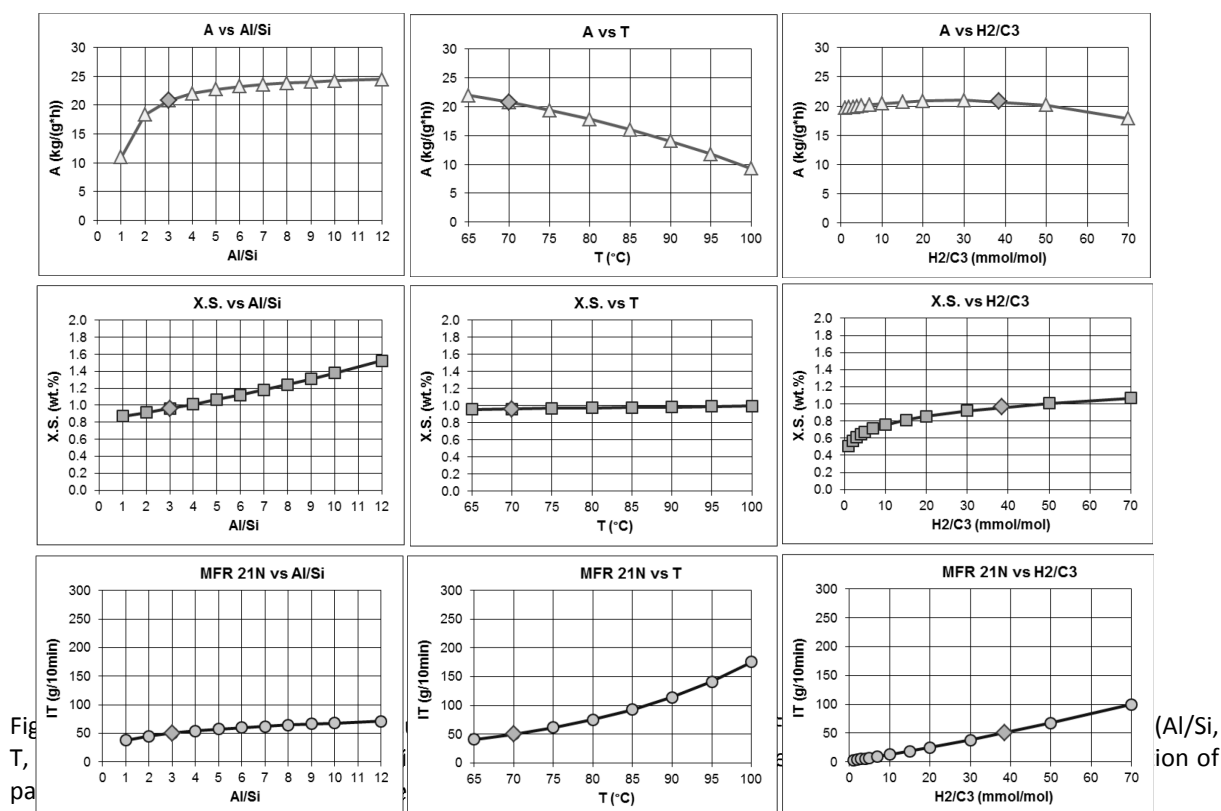 A vs Al/Si
A (kg/(g*h))
30
25
20
15
10
5
0
0 1 2 3 4 5 6 7 8 9 10 11 12
Al/Si
A vs T
A (kg/(g*h))
30
25
20
15
10
5
0
65 70 75 80 85 90 95 100
T (°C)
A vs H2/C3
A (kg/(g*h))
30
25
20
15
10
5
0
0 10 20 30 40 50 60 70
H2/C3 (mmol/mol)
X.S. vs Al/Si
X.S. (wt.%)
2.0
1.8
1.6
1.4
1.2
1.0
0.8
0.6
0.4
0.2
0.0
0 1 2 3 4 5 6 7 8 9 10 11 12
Al/Si
X.S. vs T
X.S. (wt.%)
2.0
1.8
1.6
1.4
1.2
1.0
0.8
0.6
0.4
0.2
0.0
65 70 75 80 85 90 95 100
T (°C)
X.S. vs H2/C3
X.S. (wt.%)
2.0
1.8
1.6
1.4
1.2
1.0
0.8
0.6
0.4
0.2
0.0
0 10 20 30 40 50 60 70
H2/C3 (mmol/mol)
MFR 21N vs Al/Si
IT (g/10min)
300
250
200
150
100
50
0
0 1 2 3 4 5 6 7 8 9 10 11 12
Al/Si
MFR 21N vs T
IT (g/10min)
300
250
200
150
100
50
0
65 70 75 80 85 90 95 100
T (°C)
MFR 21N vs H2/C3
IT (g/10min)
300
250
200
150
100
50
0
0 10 20 30 40 50 60 70
H2/C3 (mmol/mol)
(Al/Si,
T, ion of